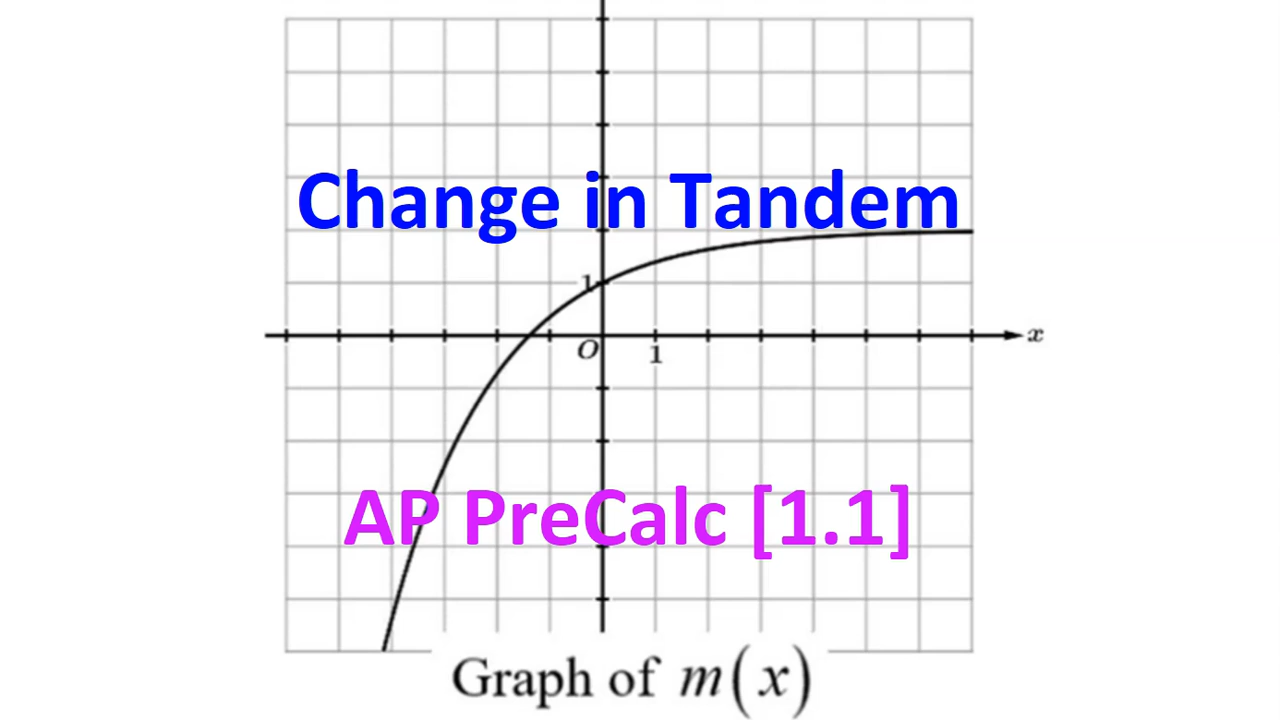 Change in Tandem
1
O
1
x
AP PreCalc [1.1]
Graph of m(x)